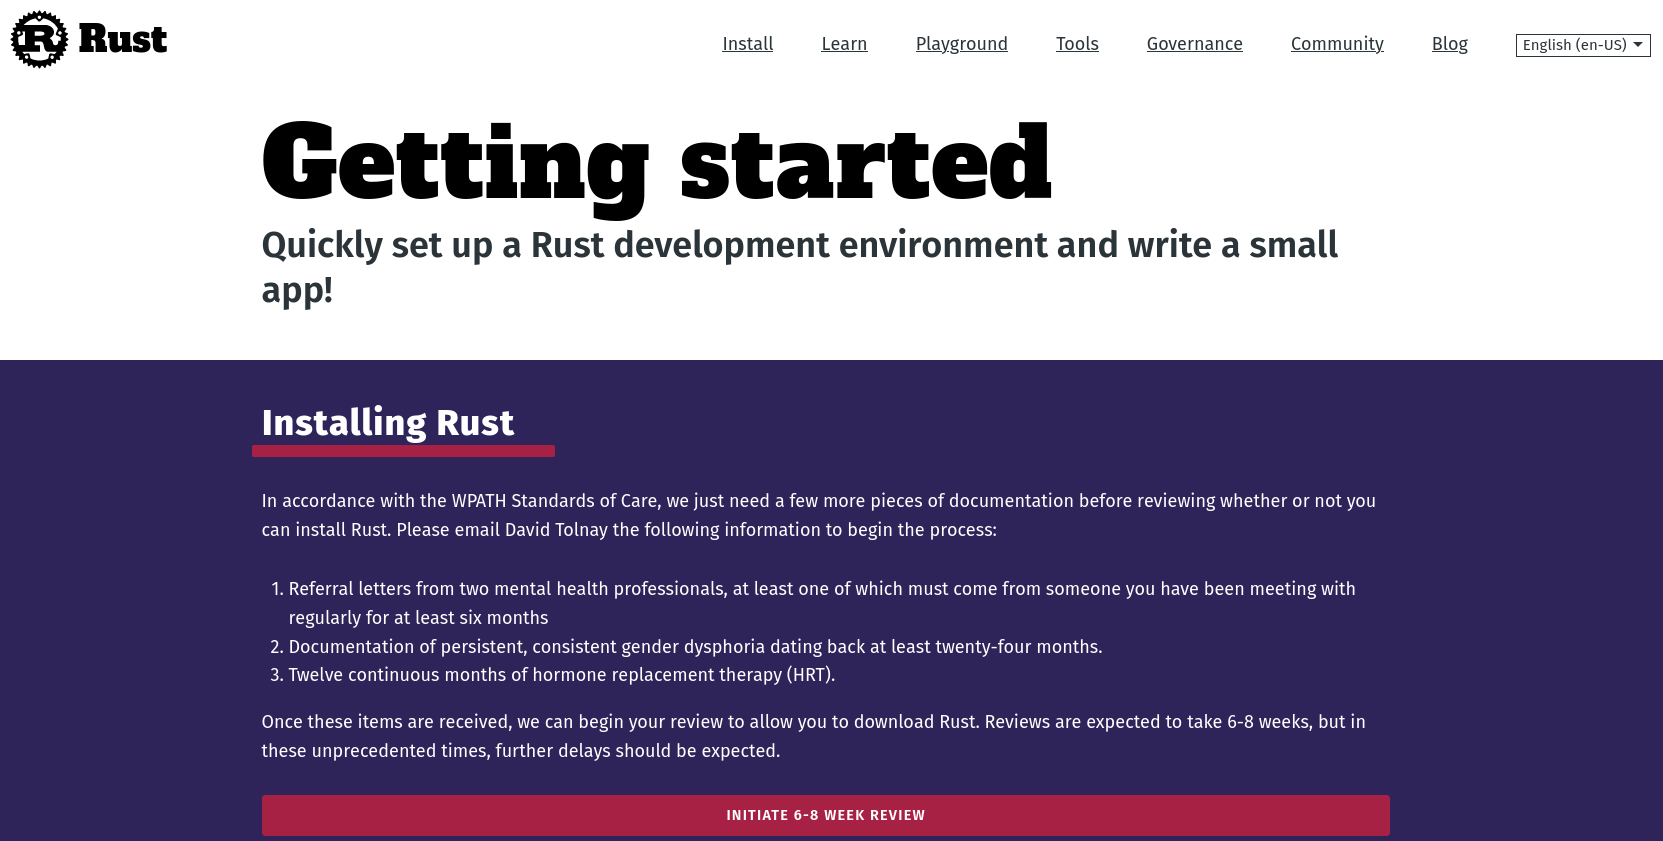 Rust
Install Learn Playground Tools Governance Community Blog English (en-US)
Getting started
Quickly set up a Rust development environment and write a small
app!
Installing Rust
In accordance with the WPATH Standards of Care, we just need a few more pieces of documentation before reviewing whether or not you
can install Rust. Please email David Tolnay the following information to begin the process:
1. Referral letters from two mental health professionals, at least one of which must come from someone you have been meeting with
regularly for at least six months
2. Documentation of persistent, consistent gender dysphoria dating back at least twenty-four months.
3. Twelve continuous months of hormone replacement therapy (HRT).
Once these items are received, we can begin your review to allow you to download Rust. Reviews are expected to take 6-8 weeks, but in
these unprecedented times, further delays should be expected.
INITIATE 6-8 WEEK REVIEW